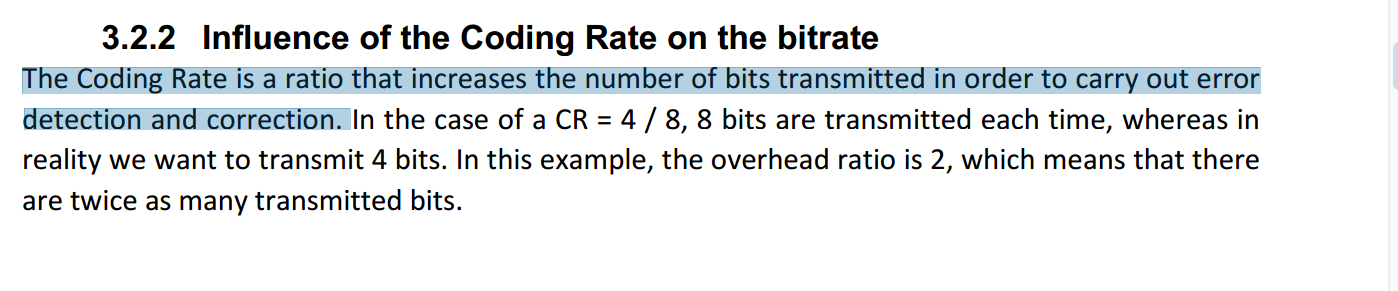 3.2.2 Influence of the Coding Rate on the bitrate
The Coding Rate is a ratio that increases the number of bits transmitted in order to carry out error
detection and correction. In the case of a CR = 4 / 8, 8 bits are transmitted each time, whereas in
reality we want to transmit 4 bits. In this example, the overhead ratio is 2, which means that there
are twice as many transmitted bits.